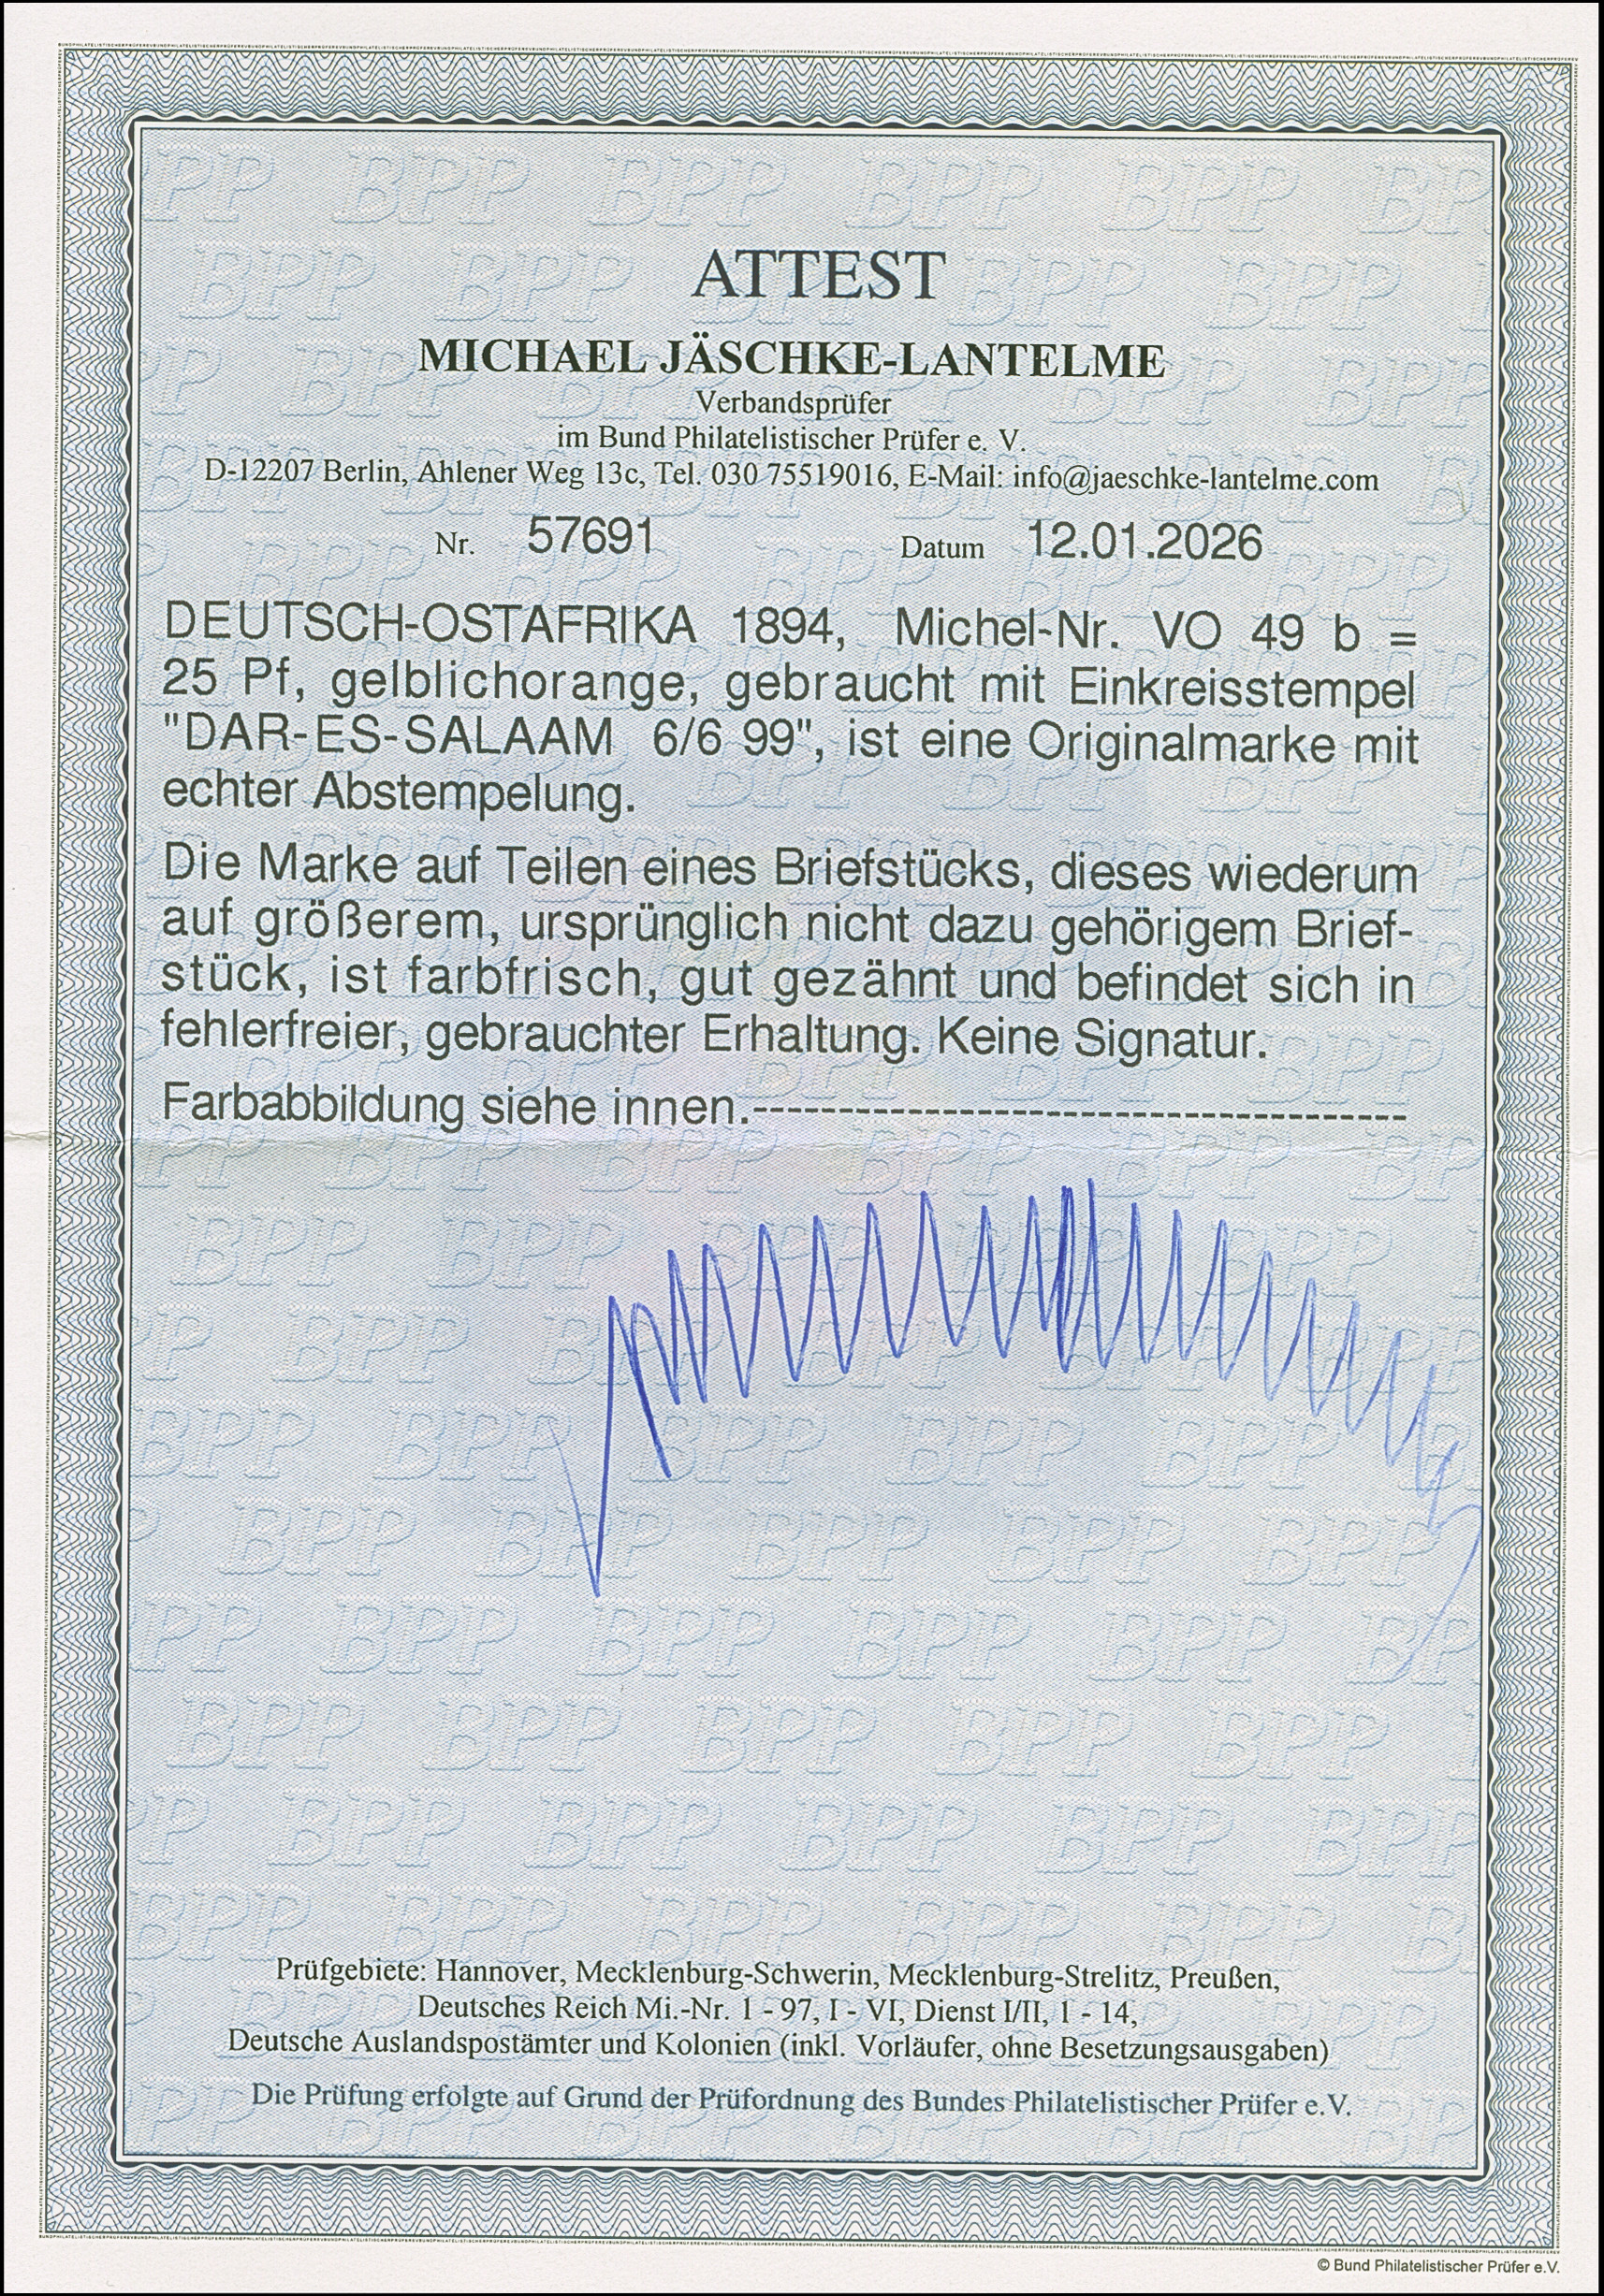 ATTEST
MICHAEL JÄSCHKE-LANTELME
Verbandsprüfer
im Bund Philatelistischer Prüfer e. V.
D-12207 Berlin, Ahlener Weg 13c, Tel. 030 75519016, E-Mail: info@jaeschke-lantelme.com
Nr. 57691 Datum 12.01.2026
DEUTSCH-OSTAFRIKA 1894, Michel-Nr. VO 49 b =
25 Pf, gelblichorange, gebraucht mit Einkreisstempel
"DAR-ES-SALAAM 6/6 99", ist eine Originalmarke mit
echter Abstempelung.
Die Marke auf Teilen eines Briefstücks, dieses wiederum
auf größerem, ursprünglich nicht dazu gehörigem Brief-
stück, ist farbfrisch, gut gezähnt und befindet sich in
fehlerfreier, gebrauchter Erhaltung. Keine Signatur.
Farbabbildung siehe innen.---------------------------------------
Prüfgebiete: Hannover, Mecklenburg-Schwerin, Mecklenburg-Strelitz, Preußen,
Deutsches Reich Mi.-Nr. 1 - 97, I - VI, Dienst I/II, 1 - 14,
Deutsche Auslandspostämter und Kolonien (inkl. Vorläufer, ohne Besetzungsausgaben)
Die Prüfung erfolgte auf Grund der Prüfordnung des Bundes Philatelistischer Prüfer e.V.
© Bund Philatelistischer Prüfer e.V.